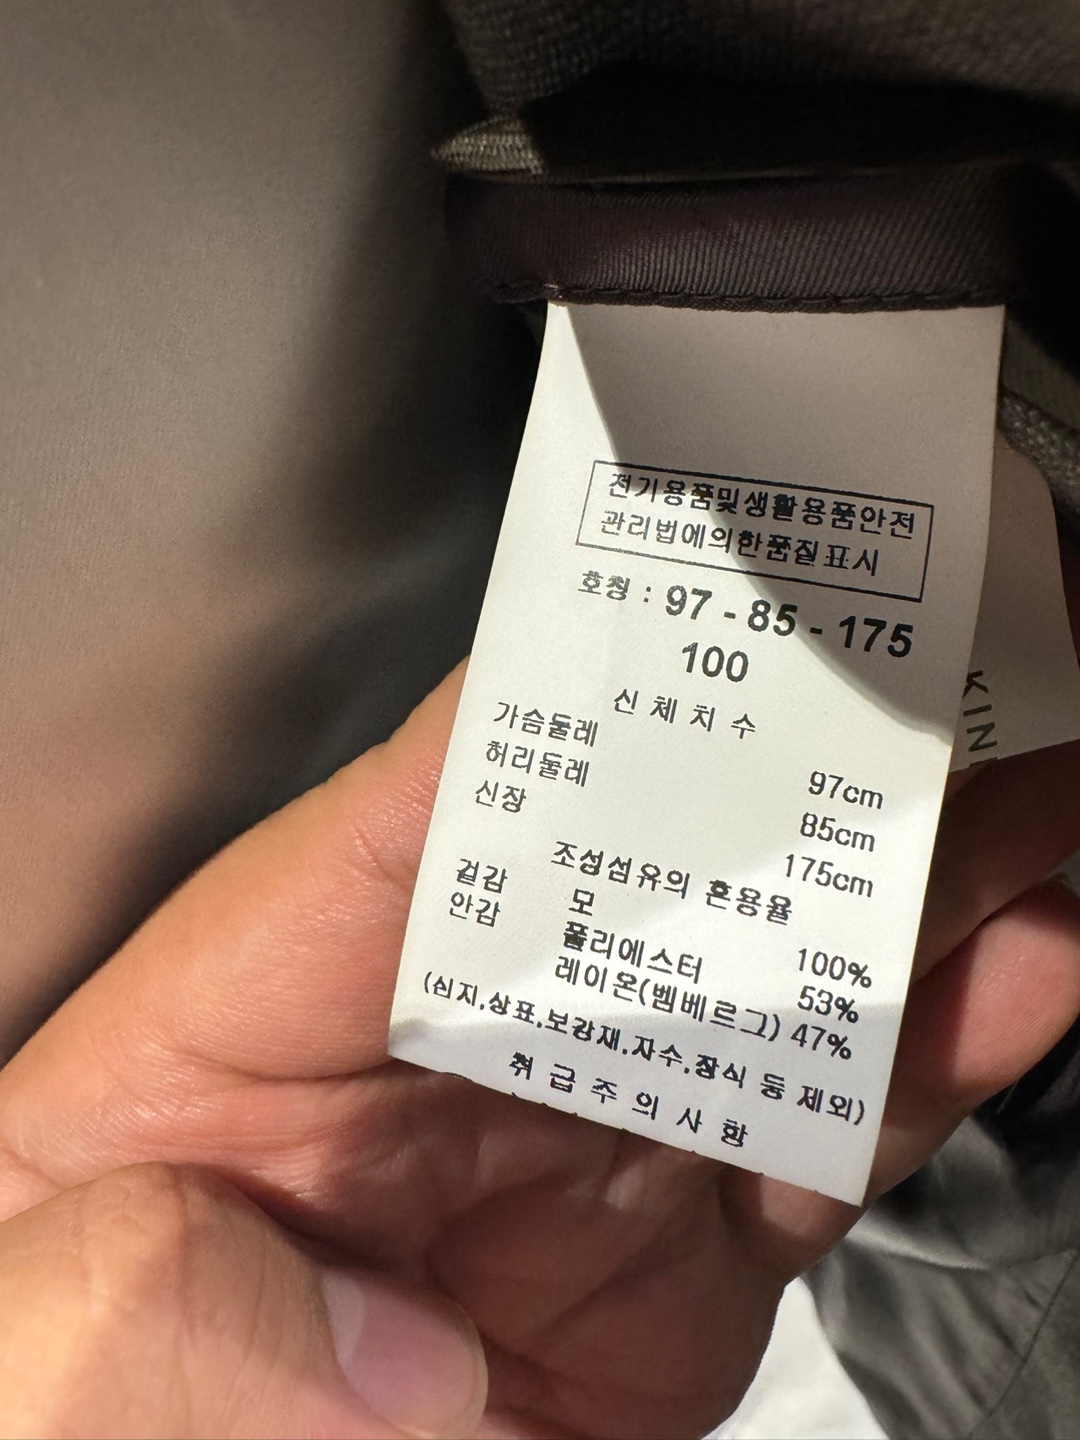 전기용품및생활용품안전
관리법에의한품질표시
호칭 : 97 - 85 - 175
100
신 체 치 수
가슴둘레 97cm
허리둘레 85cm
신장 175cm
조성섬유의 혼용율
겉감 모 100%
안감 폴리에스터 53%
레이온(벰베르그) 47%
(심지,상표,보강재,자수,장식 등 제외)
취 급 주 의 사 항
KIN